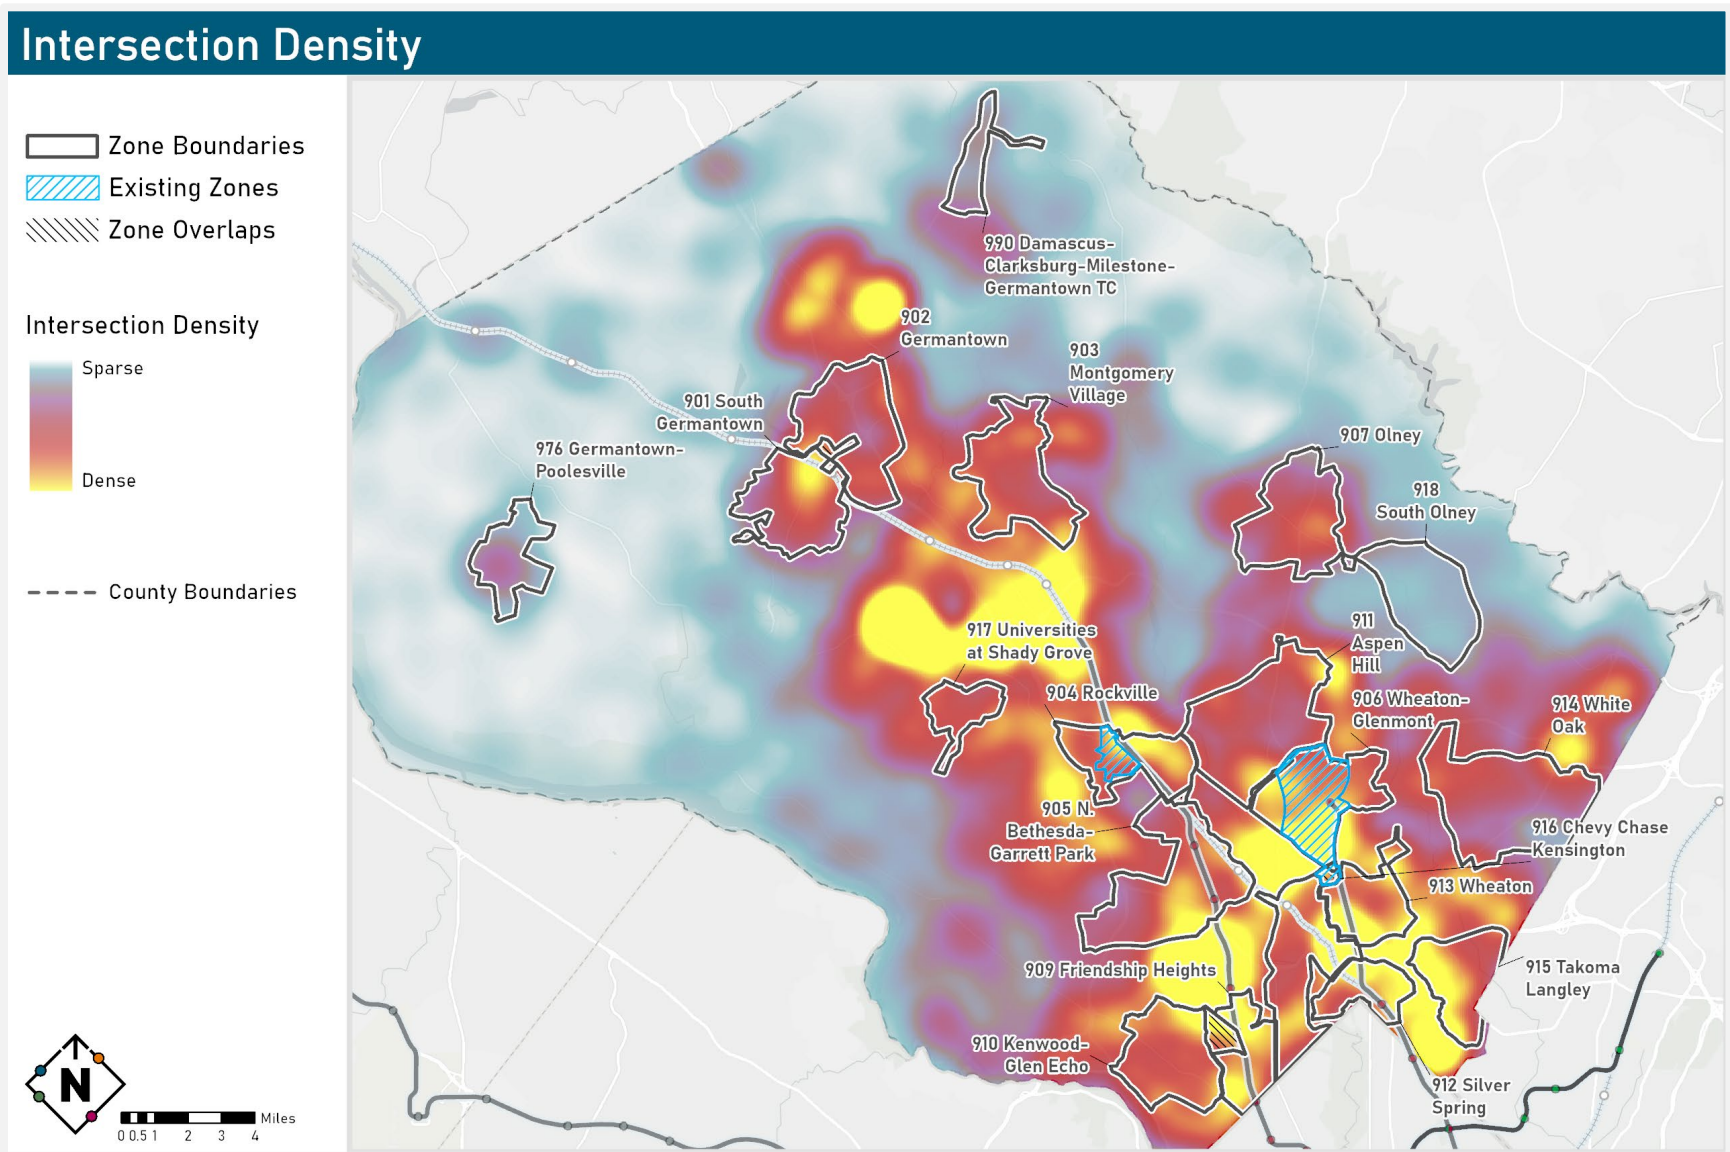 Intersection Density
Zone Boundaries
Existing Zones
Zone Overlaps
Intersection Density
Sparse
Dense
County Boundaries
N
Miles
0 0.5 1 2 3 4
990 Damascus-
Clarksburg-Milestone-
Germantown TC
902
Germantown
903
Montgomery
Village
901 South
Germantown
976 Germantown-
Poolesville
907 Olney
918
South Olney
917 Universities
at Shady Grove
911
Aspen
Hill
904 Rockville
906 Wheaton-
Glenmont
914 White
Oak
905 N.
Bethesda-
Garrett Park
916 Chevy Chase
Kensington
913 Wheaton
909 Friendship Heights
915 Takoma
Langley
910 Kenwood-
Glen Echo
912 Silver
Spring